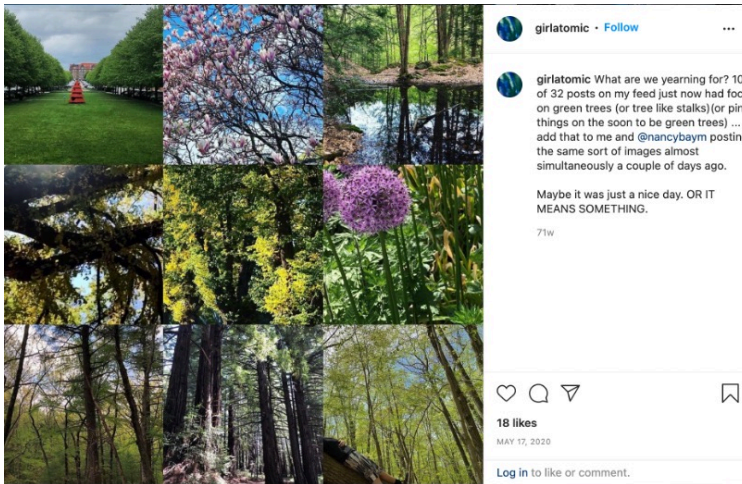 girlatomic • Follow
girlatomic What are we yearning for? 10
of 32 posts on my feed just now had foc
on green trees (or tree like stalks)(or pin
things on the soon to be green trees) ...
add that to me and @nancybaym postin
the same sort of images almost
simultaneously a couple of days ago.
Maybe it was just a nice day. OR IT
MEANS SOMETHING.
71w
18 likes
MAY 17, 2020
Log in to like or comment.